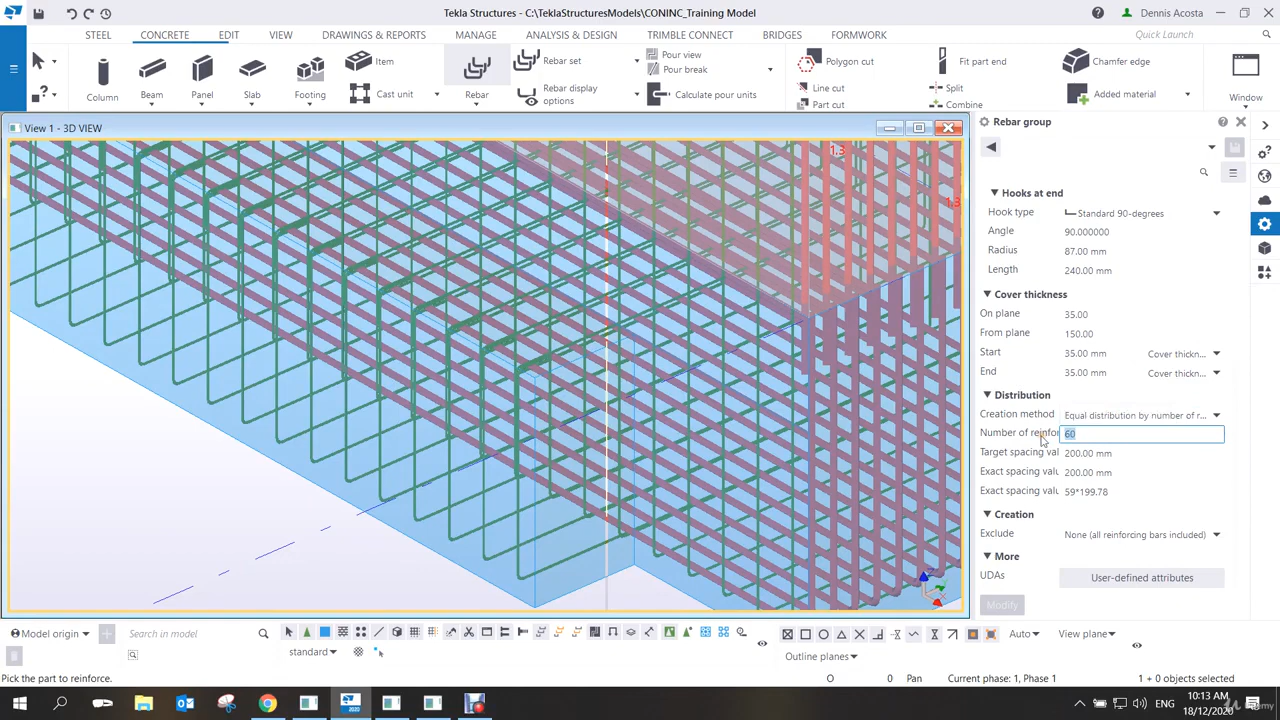 Tekla Structures - C:\TeklaStructuresModels\CONINC_Training Model
Dennis Acosta
STEEL CONCRETE EDIT VIEW DRAWINGS & REPORTS MANAGE ANALYSIS & DESIGN TRIMBLE CONNECT BRIDGES FORMWORK Quick Launch
Column Beam Panel Slab Footing Item Cast unit Rebar Rebar set Rebar display options Pour view Pour break Calculate pour units Polygon cut Line cut Part cut Fit part end Split Combine Chamfer edge Added material Window
View 1 - 3D VIEW
1.3
1.3
Rebar group
Hooks at end
Hook type Standard 90-degrees
Angle 90.000000
Radius 87.00 mm
Length 240.00 mm
Cover thickness
On plane 35.00
From plane 150.00
Start 35.00 mm Cover thickn...
End 35.00 mm Cover thickn...
Distribution
Creation method Equal distribution by number of r...
Number of reinfor 60
Target spacing val 200.00 mm
Exact spacing valu 200.00 mm
Exact spacing valu 59*199.78
Creation
Exclude None (all reinforcing bars included)
More
UDAs User-defined attributes
Modify
Model origin Search in model
standard
Auto View plane
Outline planes
Pick the part to reinforce. O 0 Pan Current phase: 1, Phase 1 1 + 0 objects selected
2020
ENG
10:13 AM
18/12/2020